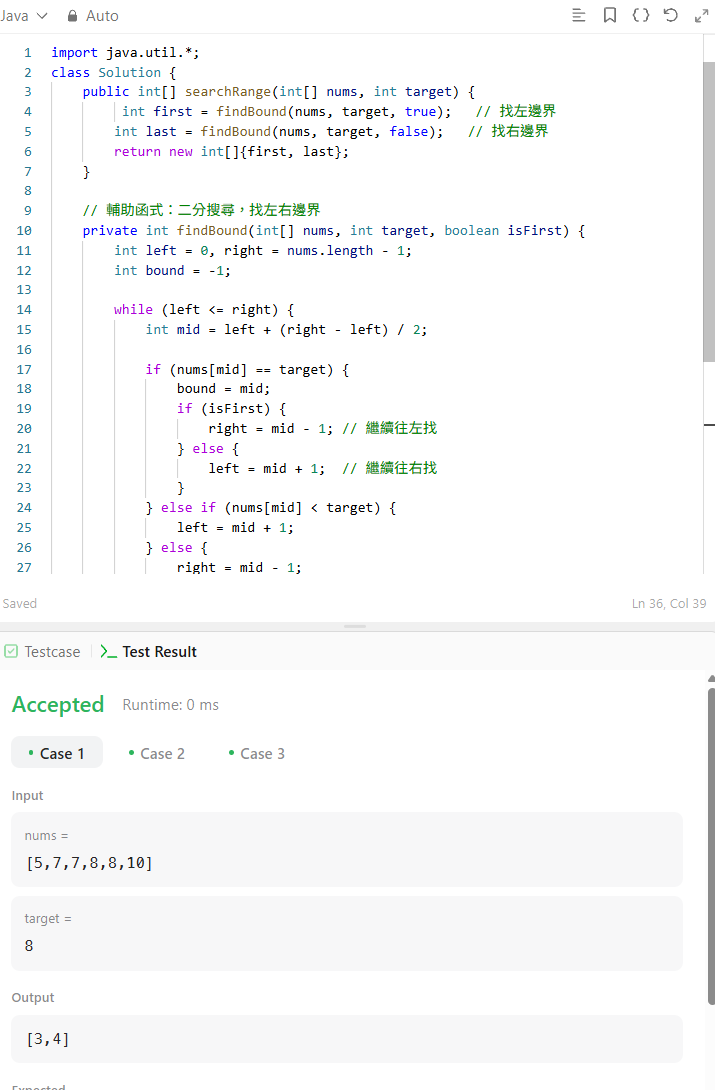 Java Auto
1 import java.util.*;
2 class Solution {
3 public int[] searchRange(int[] nums, int target) {
4 int first = findBound(nums, target, true); // 找左邊界
5 int last = findBound(nums, target, false); // 找右邊界
6 return new int[]{first, last};
7 }
8
9 // 輔助函式：二分搜尋，找左右邊界
10 private int findBound(int[] nums, int target, boolean isFirst) {
11 int left = 0, right = nums.length - 1;
12 int bound = -1;
13
14 while (left <= right) {
15 int mid = left + (right - left) / 2;
16
17 if (nums[mid] == target) {
18 bound = mid;
19 if (isFirst) {
20 right = mid - 1; // 繼續往左找
21 } else {
22 left = mid + 1; // 繼續往右找
23 }
24 } else if (nums[mid] < target) {
25 left = mid + 1;
26 } else {
27 right = mid - 1;
Saved Ln 36, Col 39
Testcase Test Result
Accepted Runtime: 0 ms
Case 1 Case 2 Case 3
Input
nums =
[5,7,7,8,8,10]
target =
8
Output
[3,4]
Expected